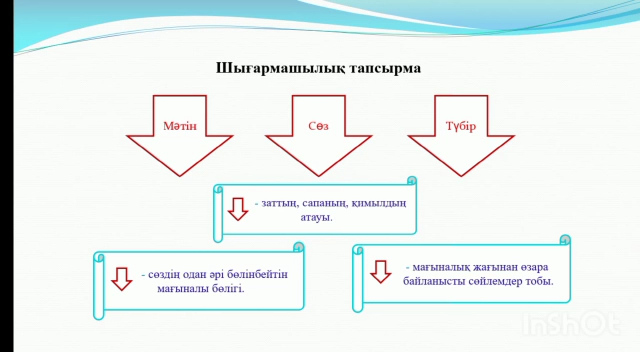 Шығармашылық тапсырма
Мәтін
Сөз
Түбір
- заттың, сапаның, қимылдың
атауы.
- сөздің одан әрі бөлінбейтін
мағыналы бөлігі.
- мағыналық жағынан өзара
байланысты сөйлемдер тобы.
InShOt